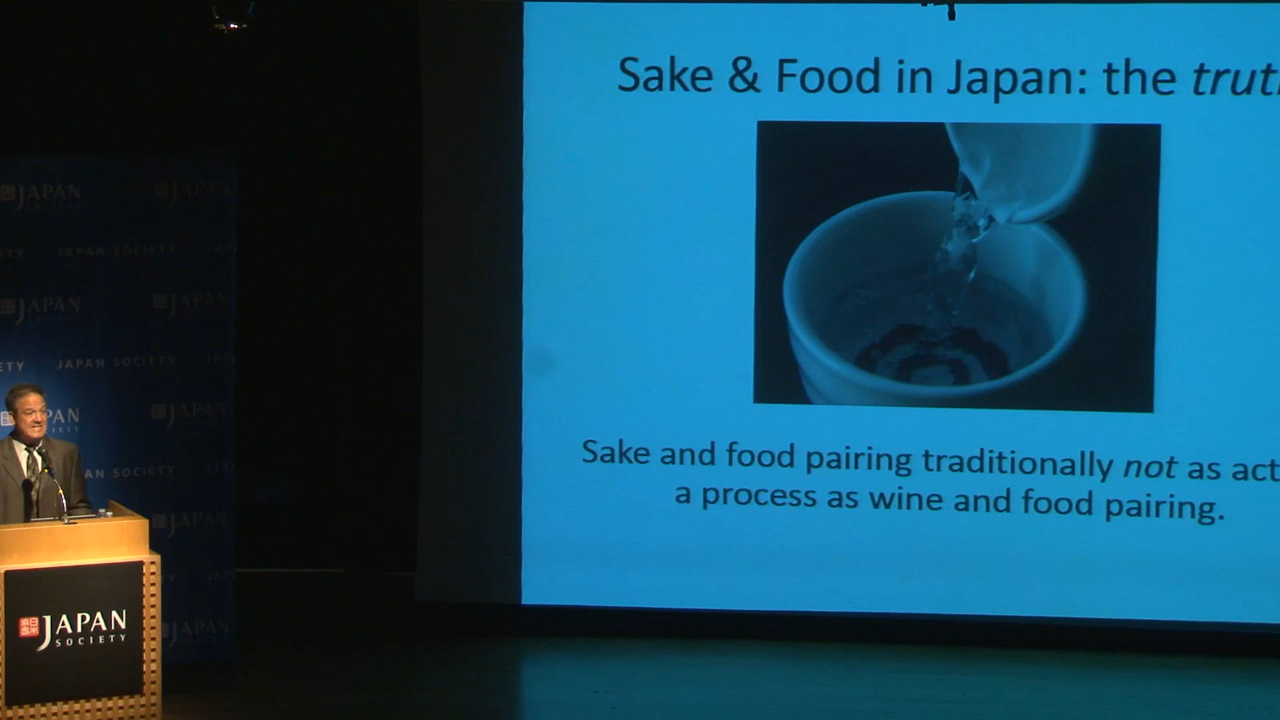 Sake & Food in Japan: the
Sake and food pairing traditionally not as
a process as wine and food pairing.
JAPAN
SOCIETY
JAPAN SOCIETY
JAPAN
SOCIETY
JAPAN SOCIETY
JAPAN
SOCIETY
JAPAN
JAPAN
SOCIETY